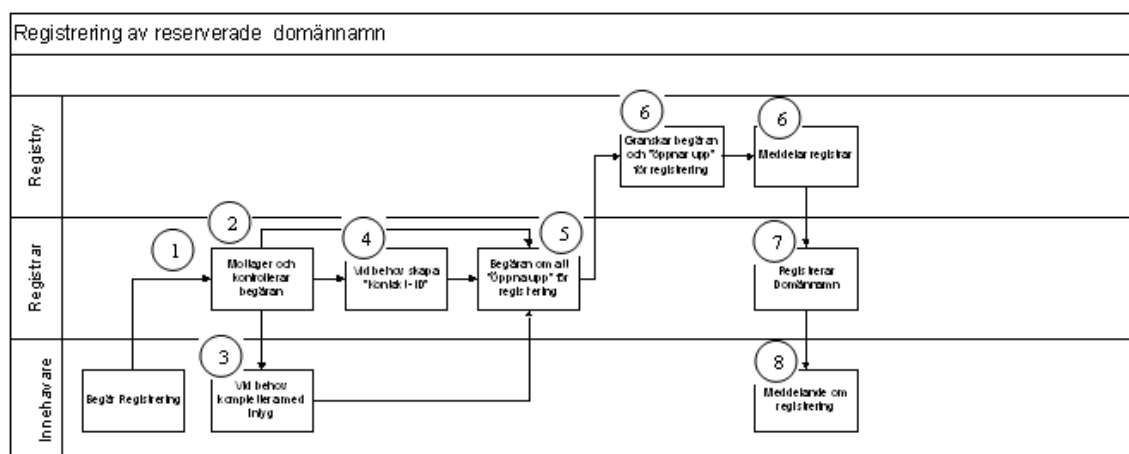 Registrering av reserverade domännamn
Registry
6
Granskar begäran
och "öppnar upp"
för registrering
6
Meddelar registrar
Registrar
1
2
Mottager och
kontrollerar
begäran
4
Vid behov skapa
"Kontakt-ID"
5
Begäran om att
"Öppna upp" för
registrering
7
Registrerar
Domännamn
Innehavare
Begär Registrering
3
Vid behov
komplettera med
intyg
8
Meddelande om
registrering